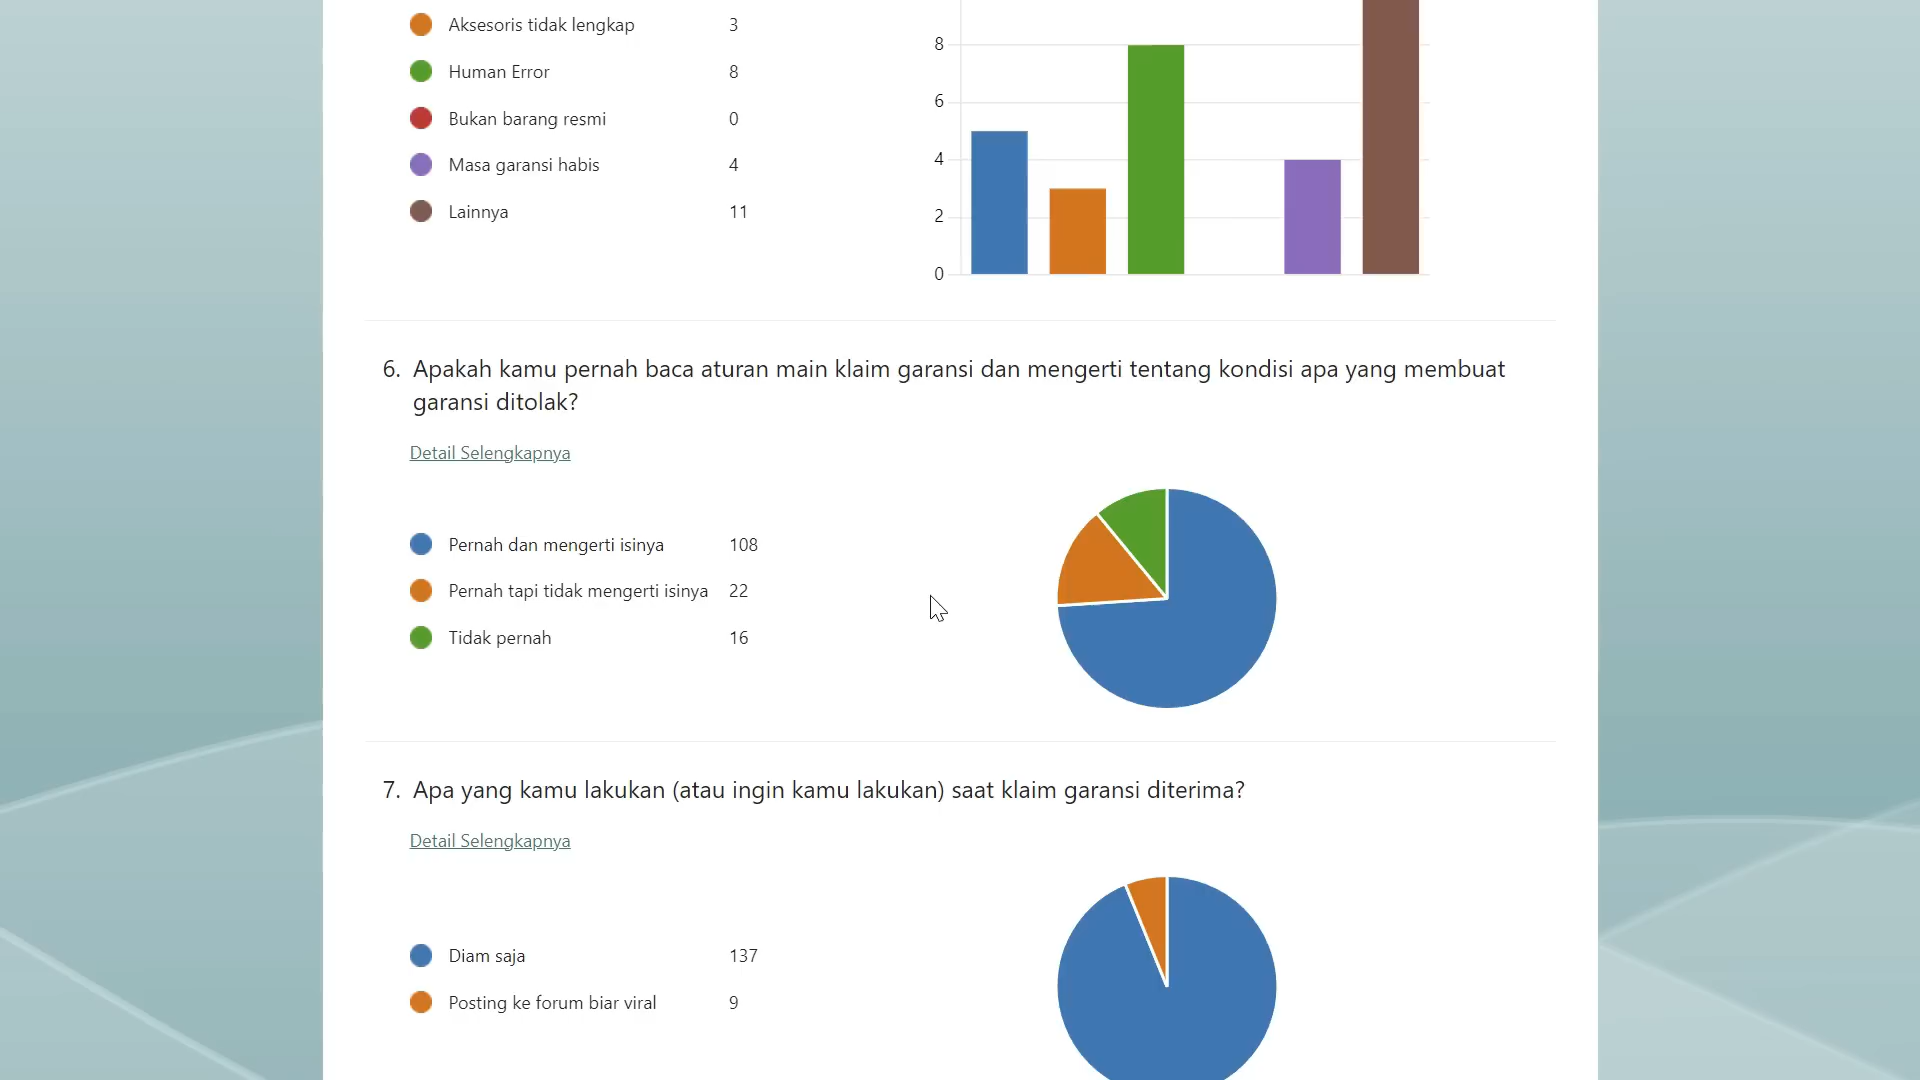 Aksesoris tidak lengkap 3
Human Error 8
Bukan barang resmi 0
Masa garansi habis 4
Lainnya 11
8
6
4
2
0
6. Apakah kamu pernah baca aturan main klaim garansi dan mengerti tentang kondisi apa yang membuat
garansi ditolak?
Detail Selengkapnya
Pernah dan mengerti isinya 108
Pernah tapi tidak mengerti isinya 22
Tidak pernah 16
7. Apa yang kamu lakukan (atau ingin kamu lakukan) saat klaim garansi diterima?
Detail Selengkapnya
Diam saja 137
Posting ke forum biar viral 9